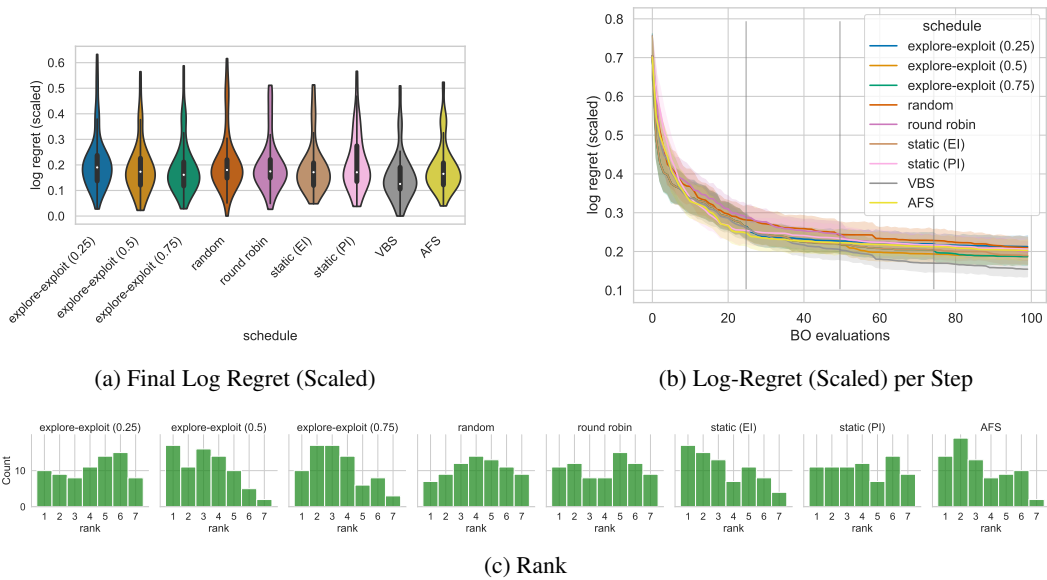 log regret (scaled)
0.6
0.5
0.4
0.3
0.2
0.1
0.0
explore-exploit (0.25)
explore-exploit (0.5)
explore-exploit (0.75)
random
round robin
static (EI)
static (PI)
VBS
AFS
schedule
(a) Final Log Regret (Scaled)
log regret (scaled)
0.8
0.7
0.6
0.5
0.4
0.3
0.2
0.1
schedule
explore-exploit (0.25)
explore-exploit (0.5)
explore-exploit (0.75)
random
round robin
static (EI)
static (PI)
VBS
AFS
0 20 40 60 80 100
BO evaluations
(b) Log-Regret (Scaled) per Step
explore-exploit (0.25) explore-exploit (0.5) explore-exploit (0.75) random round robin static (EI) static (PI) AFS
Count
10
0
1 2 3 4 5 6 7 1 2 3 4 5 6 7 1 2 3 4 5 6 7 1 2 3 4 5 6 7 1 2 3 4 5 6 7 1 2 3 4 5 6 7 1 2 3 4 5 6 7 1 2 3 4 5 6 7
rank rank rank rank rank rank rank rank
(c) Rank